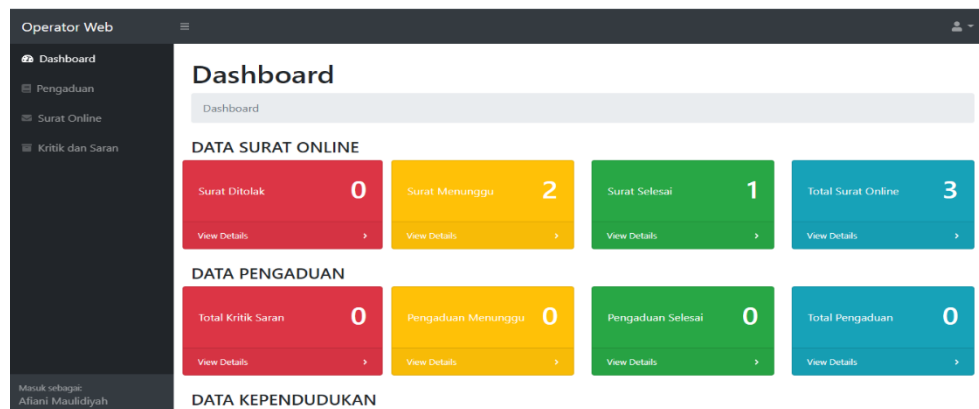 Operator Web
Dashboard
Pengaduan
Surat Online
Kritik dan Saran
Masuk sebagai:
Afiani Maulidiyah
Dashboard
Dashboard
DATA SURAT ONLINE
Surat Ditolak 0
Surat Menunggu 2
Surat Selesai 1
Total Surat Online 3
View Details
View Details
View Details
View Details
DATA PENGADUAN
Total Kritik Saran 0
Pengaduan Menunggu 0
Pengaduan Selesai 0
Total Pengaduan 0
View Details
View Details
View Details
View Details
DATA KEPENDUDUKAN